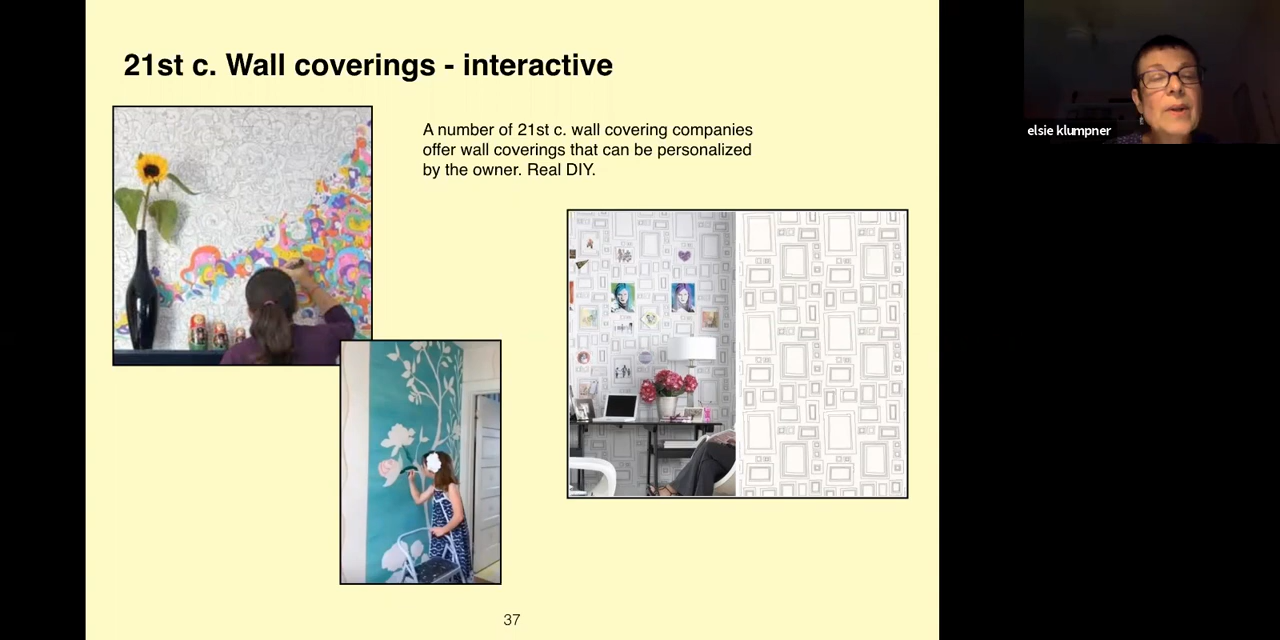 21st c. Wall coverings - interactive
A number of 21st c. wall covering companies
offer wall coverings that can be personalized
by the owner. Real DIY.
elsie klumpner
37